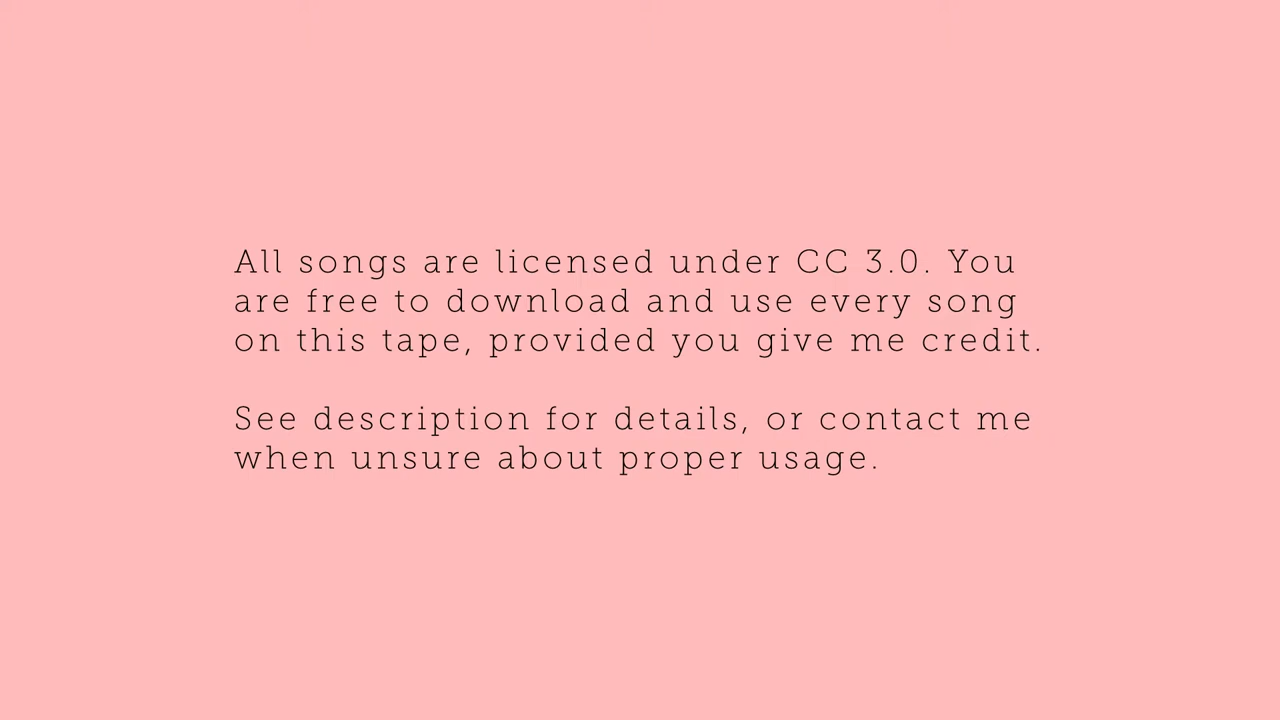 All songs are licensed under CC 3.0. You
are free to download and use every song
on this tape, provided you give me credit.
See description for details, or contact me
when unsure about proper usage.